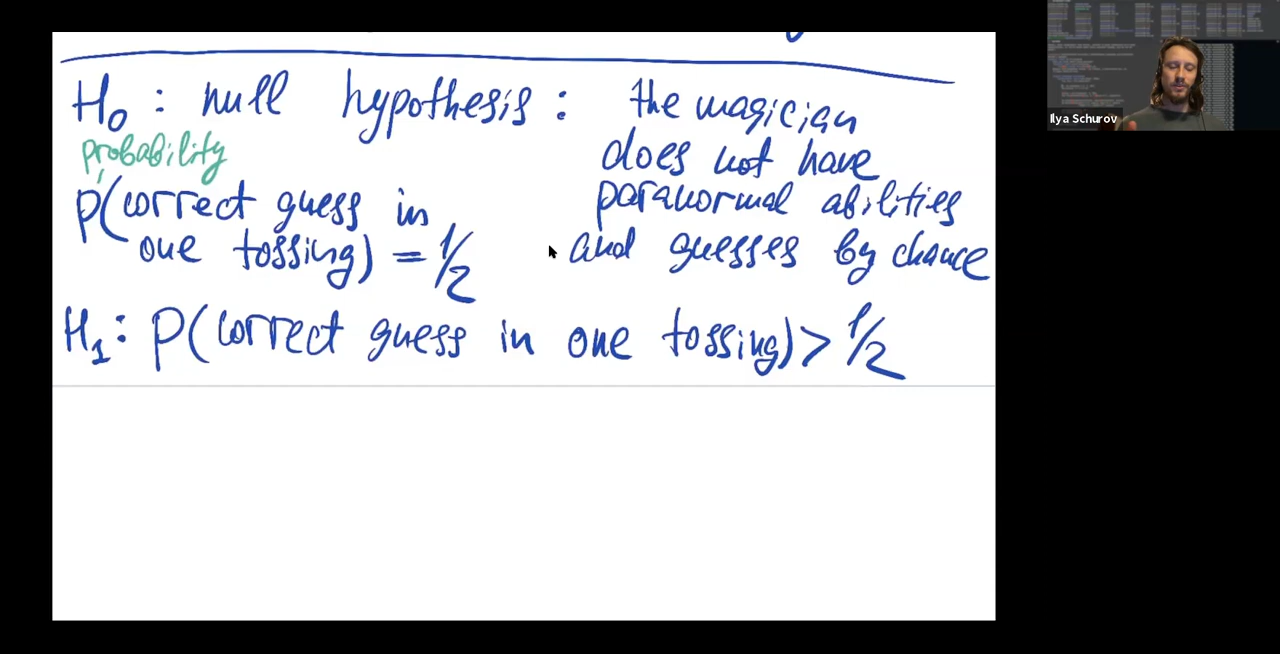 H₀ : null hypothesis : the magician
does not have
paranormal abilities
and guesses by chance
probability
P(correct guess in
one tossing) = 1/2
H₁ : P(correct guess in one tossing) > 1/2
Ilya Schurov